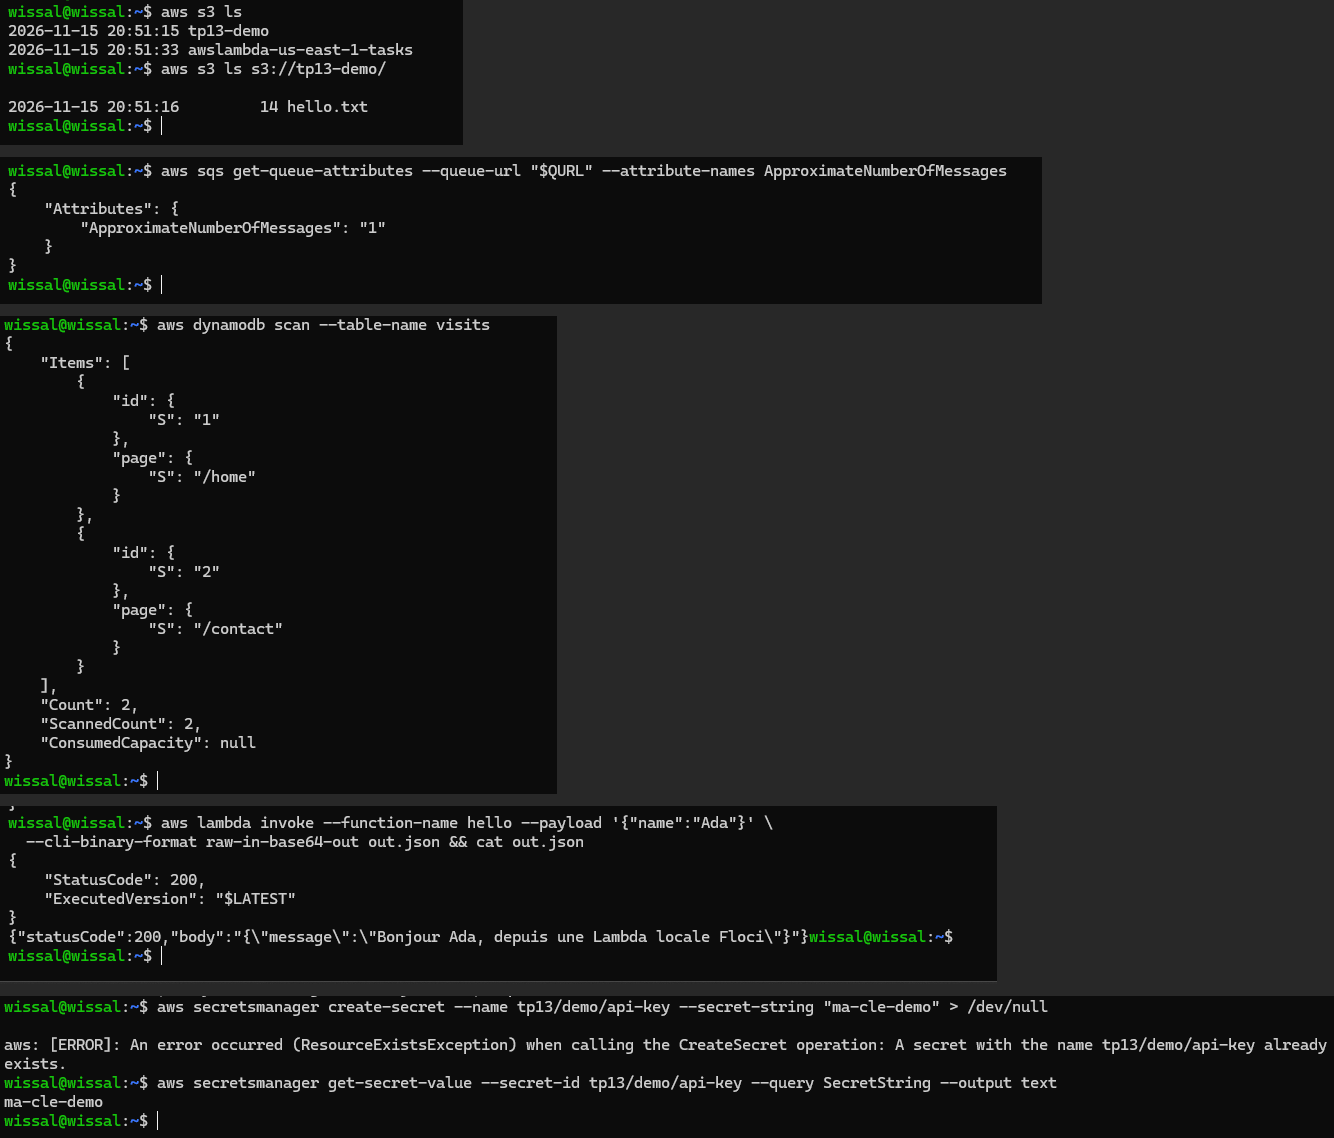 wissal@wissal:~$ aws s3 ls
2026-11-15 20:51:15 tp13-demo
2026-11-15 20:51:33 awslambda-us-east-1-tasks
wissal@wissal:~$ aws s3 ls s3://tp13-demo/
2026-11-15 20:51:16         14 hello.txt
wissal@wissal:~$
wissal@wissal:~$ aws sqs get-queue-attributes --queue-url "$QURL" --attribute-names ApproximateNumberOfMessages
{
    "Attributes": {
        "ApproximateNumberOfMessages": "1"
    }
}
wissal@wissal:~$
wissal@wissal:~$ aws dynamodb scan --table-name visits
{
    "Items": [
        {
            "id": {
                "S": "1"
            },
            "page": {
                "S": "/home"
            }
        },
        {
            "id": {
                "S": "2"
            },
            "page": {
                "S": "/contact"
            }
        }
    ],
    "Count": 2,
    "ScannedCount": 2,
    "ConsumedCapacity": null
}
wissal@wissal:~$
wissal@wissal:~$ aws lambda invoke --function-name hello --payload '{"name":"Ada"}' \
  --cli-binary-format raw-in-base64-out out.json && cat out.json
{
    "StatusCode": 200,
    "ExecutedVersion": "$LATEST"
}
{"statusCode":200,"body":"{\"message\":\"Bonjour Ada, depuis une Lambda locale Floci\"}"}wissal@wissal:~$
wissal@wissal:~$
wissal@wissal:~$ aws secretsmanager create-secret --name tp13/demo/api-key --secret-string "ma-cle-demo" > /dev/null
aws: [ERROR]: An error occurred (ResourceExistsException) when calling the CreateSecret operation: A secret with the name tp13/demo/api-key already
exists.
wissal@wissal:~$ aws secretsmanager get-secret-value --secret-id tp13/demo/api-key --query SecretString --output text
ma-cle-demo
wissal@wissal:~$